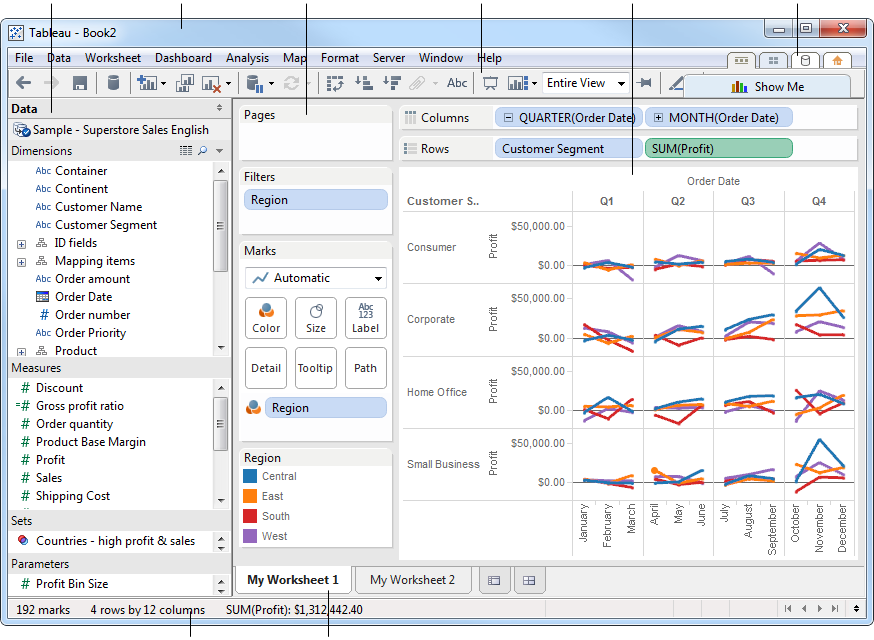 Tableau - Book2
File Data Worksheet Dashboard Analysis Map Format Server Window Help
Abc Entire View Show Me
Data
Sample - Superstore Sales English
Dimensions
Abc Container
Abc Continent
Abc Customer Name
Abc Customer Segment
ID fields
Mapping items
Abc Order amount
Order Date
# Order number
Abc Order Priority
Product
Measures
# Discount
=# Gross profit ratio
# Order quantity
# Product Base Margin
# Profit
# Sales
# Shipping Cost
Sets
Countries - high profit & sales
Parameters
# Profit Bin Size
Pages
Filters
Region
Marks
Automatic
Color Size Abc 123 Label
Detail Tooltip Path
Region
Region
Central
East
South
West
Columns QUARTER(Order Date) MONTH(Order Date)
Rows Customer Segment SUM(Profit)
Order Date
Customer S.. Q1 Q2 Q3 Q4
Consumer Profit $50,000.00 $0.00
Corporate Profit $50,000.00 $0.00
Home Office Profit $50,000.00 $0.00
Small Business Profit $50,000.00 $0.00
January February March April May June July August September October November December
My Worksheet 1 My Worksheet 2
192 marks 4 rows by 12 columns SUM(Profit): $1,312,442.40